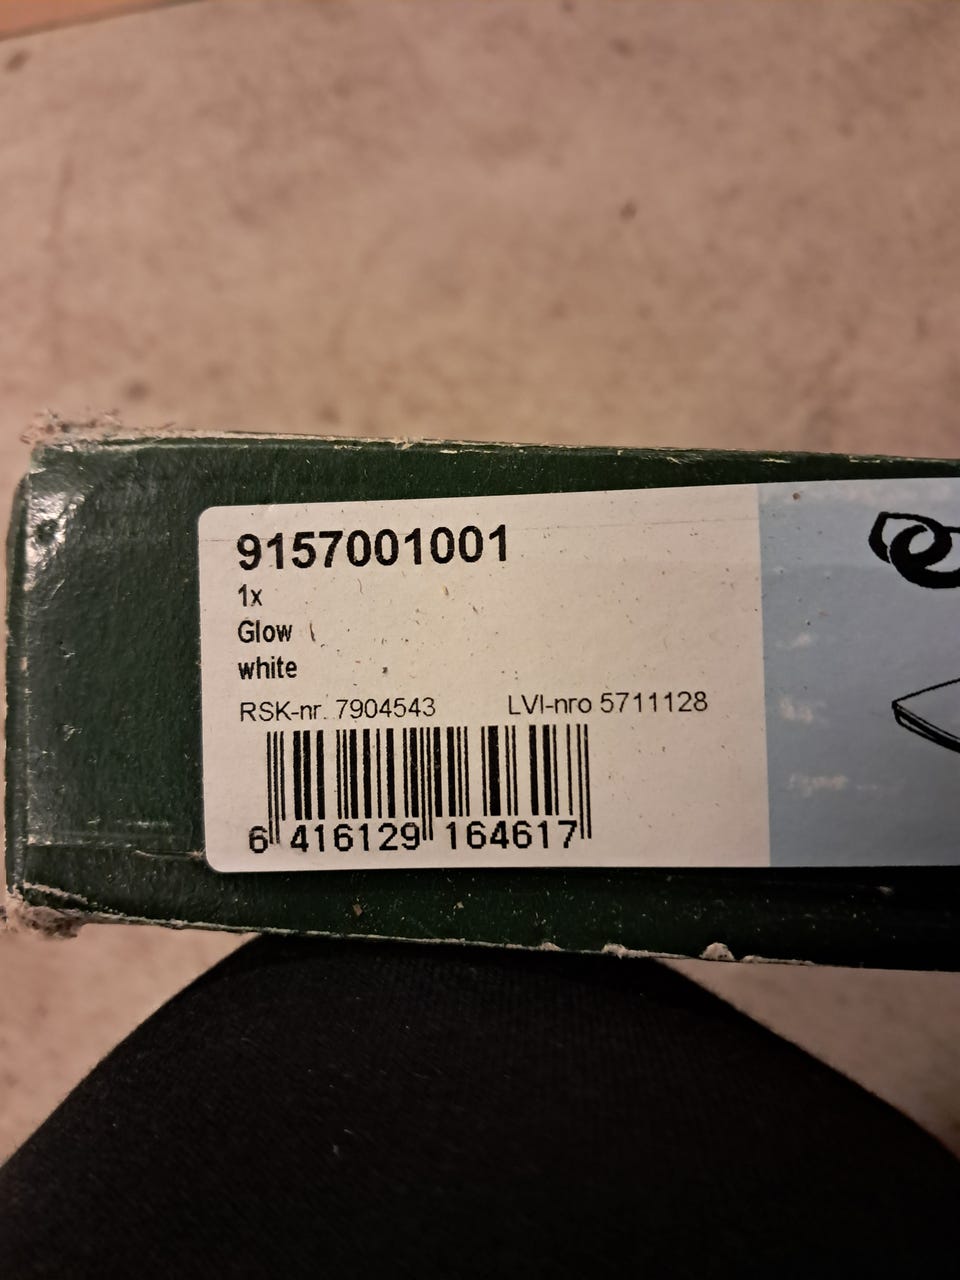 9157001001
1x
Glow
white
RSK-nr. 7904543 LVI-nro 5711128
6 416129 164617